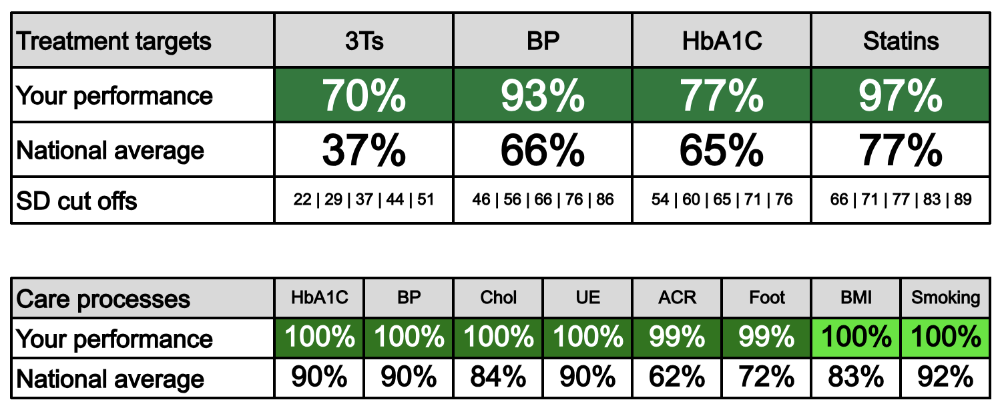 Treatment targets 3Ts BP HbA1C Statins
Your performance 70% 93% 77% 97%
National average 37% 66% 65% 77%
SD cut offs 22 | 29 | 37 | 44 | 51 46 | 56 | 66 | 76 | 86 54 | 60 | 65 | 71 | 76 66 | 71 | 77 | 83 | 89
Care processes HbA1C BP Chol UE ACR Foot BMI Smoking
Your performance 100% 100% 100% 100% 99% 99% 100% 100%
National average 90% 90% 84% 90% 62% 72% 83% 92%